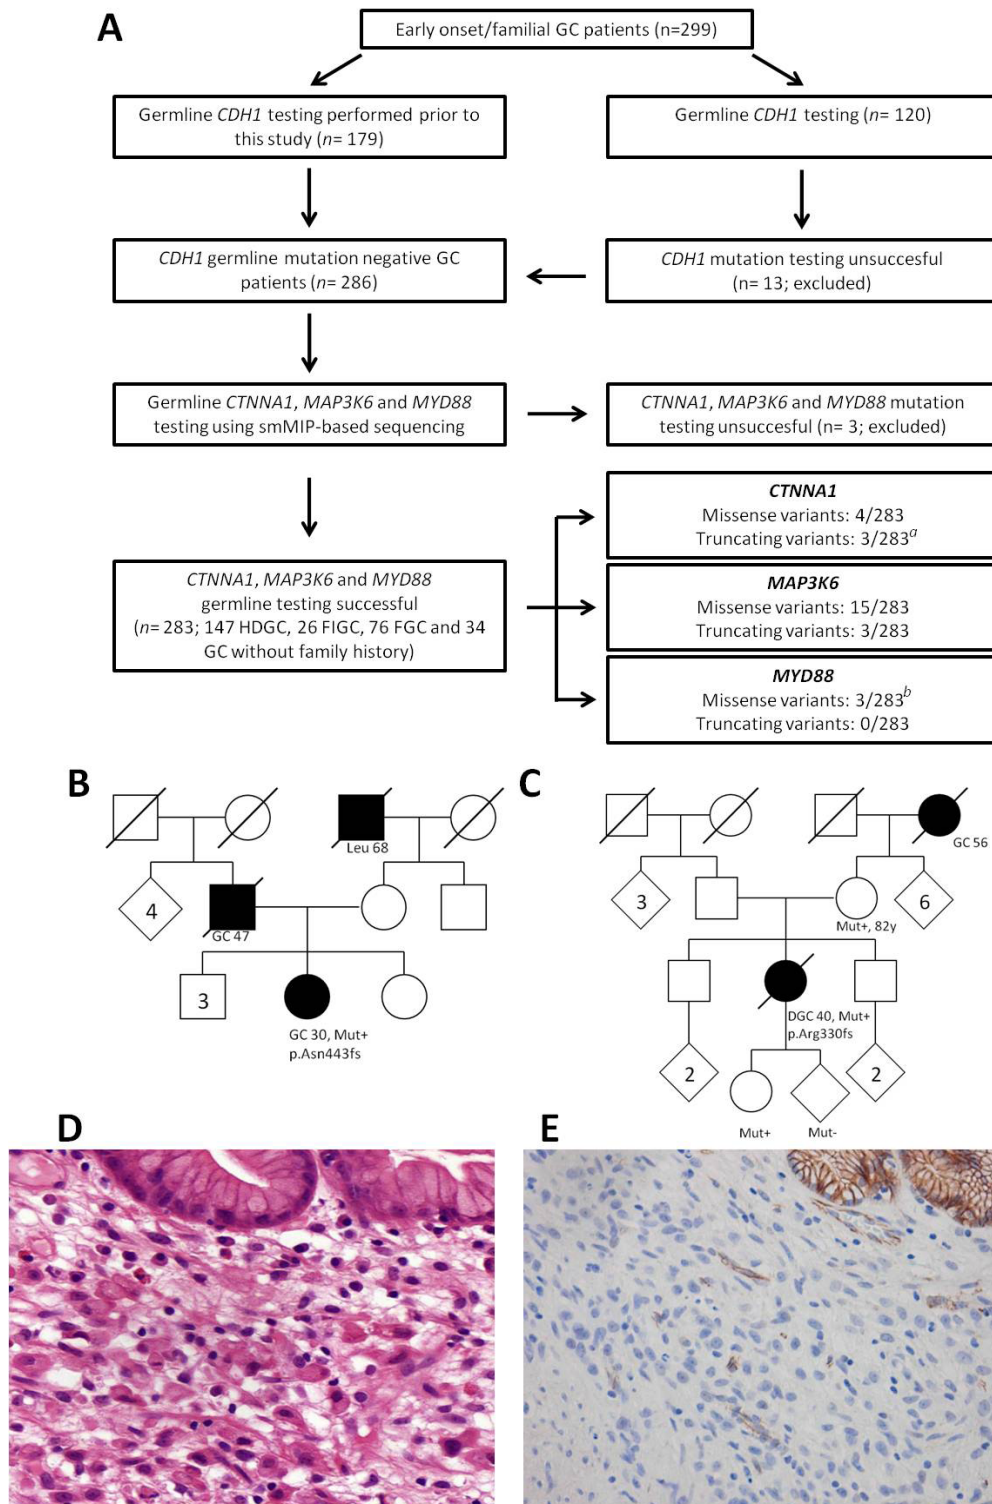 A
Early onset/familial GC patients (n=299)
Germline CDH1 testing performed prior to
this study (n= 179)
Germline CDH1 testing (n= 120)
CDH1 germline mutation negative GC
patients (n= 286)
CDH1 mutation testing unsuccesful
(n= 13; excluded)
Germline CTNNA1, MAP3K6 and MYD88
testing using smMIP-based sequencing
CTNNA1, MAP3K6 and MYD88 mutation
testing unsuccesful (n= 3; excluded)
CTNNA1, MAP3K6 and MYD88
germline testing successful
(n= 283; 147 HDGC, 26 FIGC, 76 FGC and 34
GC without family history)
CTNNA1
Missense variants: 4/283
Truncating variants: 3/283a
MAP3K6
Missense variants: 15/283
Truncating variants: 3/283
MYD88
Missense variants: 3/283b
Truncating variants: 0/283
B
Leu 68
4
GC 47
3
GC 30, Mut+
p.Asn443fs
C
GC 56
3
6
Mut+, 82y
DGC 40, Mut+
p.Arg330fs
2
2
Mut+
Mut-
D
E